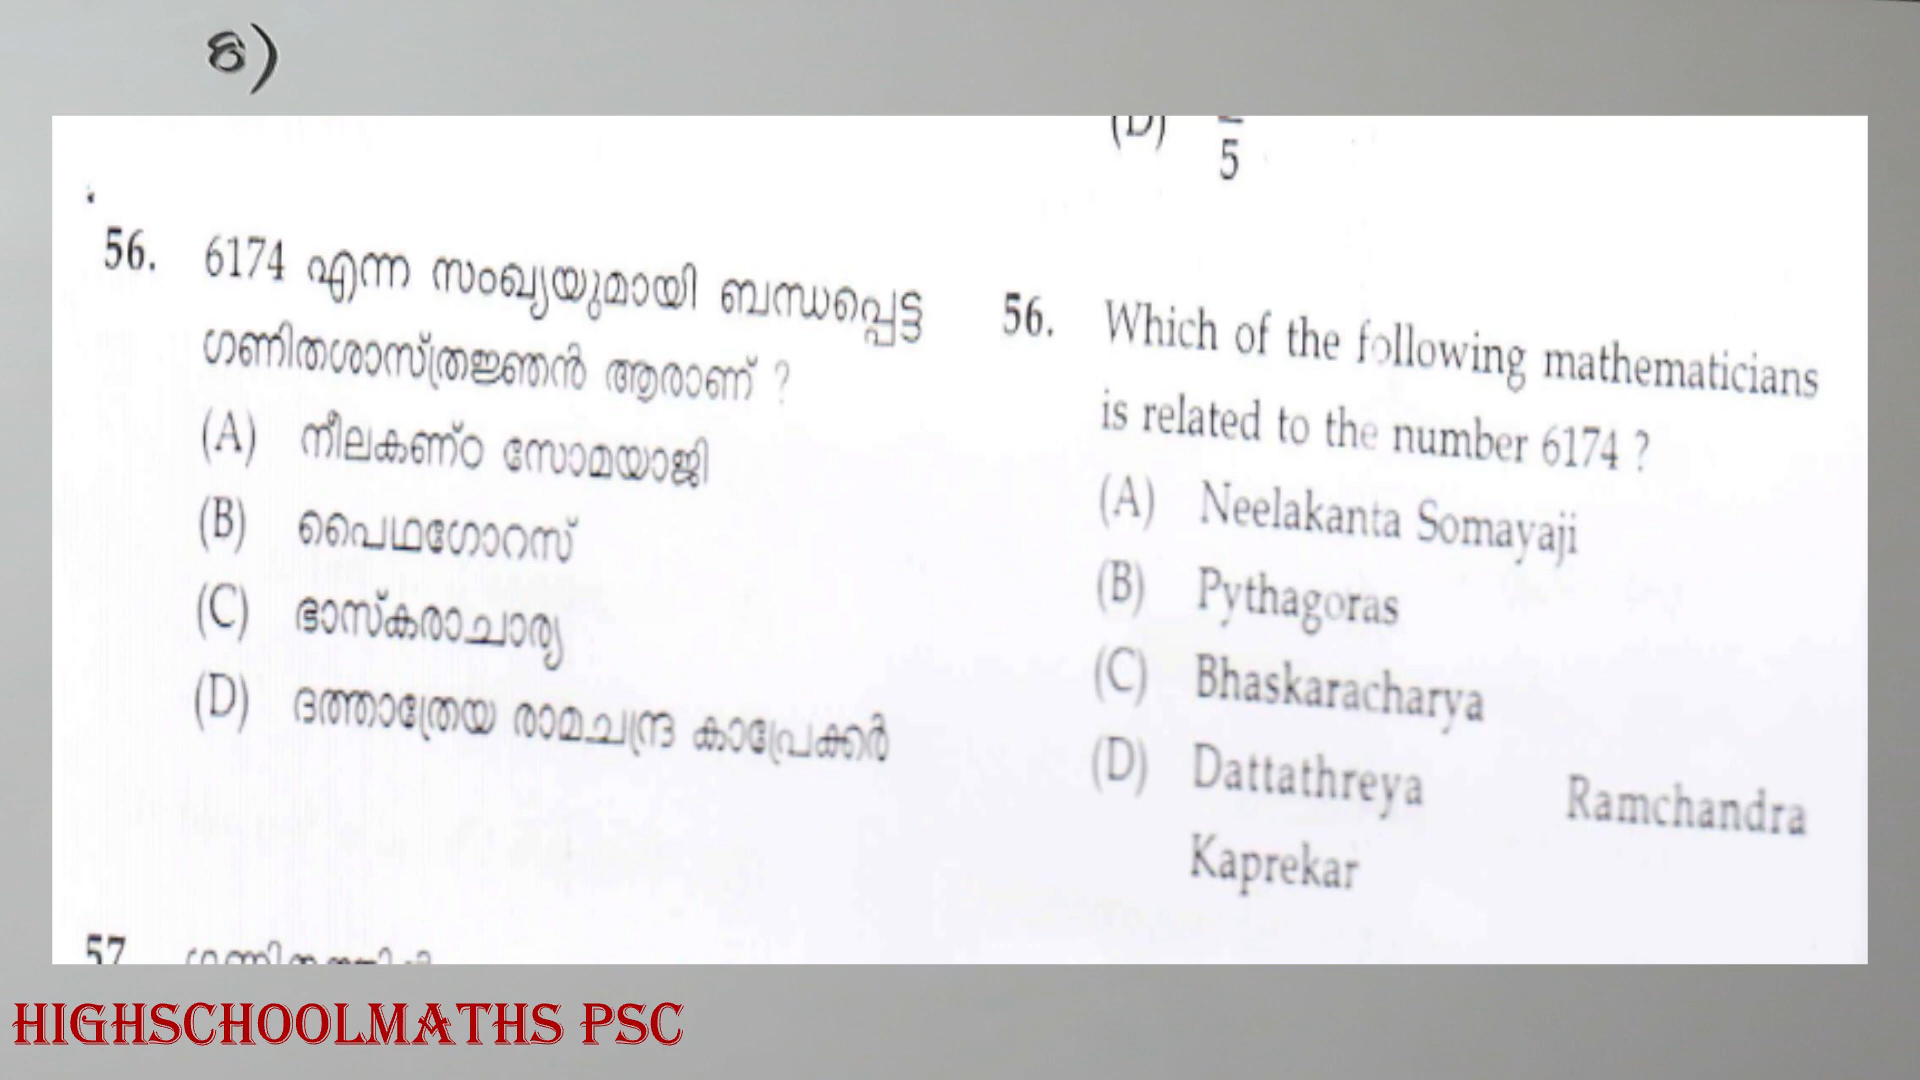 8)
(D) 5
56. 6174 എന്ന സംഖ്യയുമായി ബന്ധപ്പെട്ട
ഗണിതശാസ്ത്രജ്ഞൻ ആരാണ് ?
(A) നീലകണ്ഠ സോമയാജി
(B) പൈഥഗോറസ്
(C) ഭാസ്കരാചാര്യ
(D) ദത്താത്രേയ രാമചന്ദ്ര കാപ്രേക്കർ
57
56. Which of the following mathematicians
is related to the number 6174 ?
(A) Neelakanta Somayaji
(B) Pythagoras
(C) Bhaskaracharya
(D) Dattathreya Ramchandra
Kaprekar
HIGHSCHOOLMATHS PSC